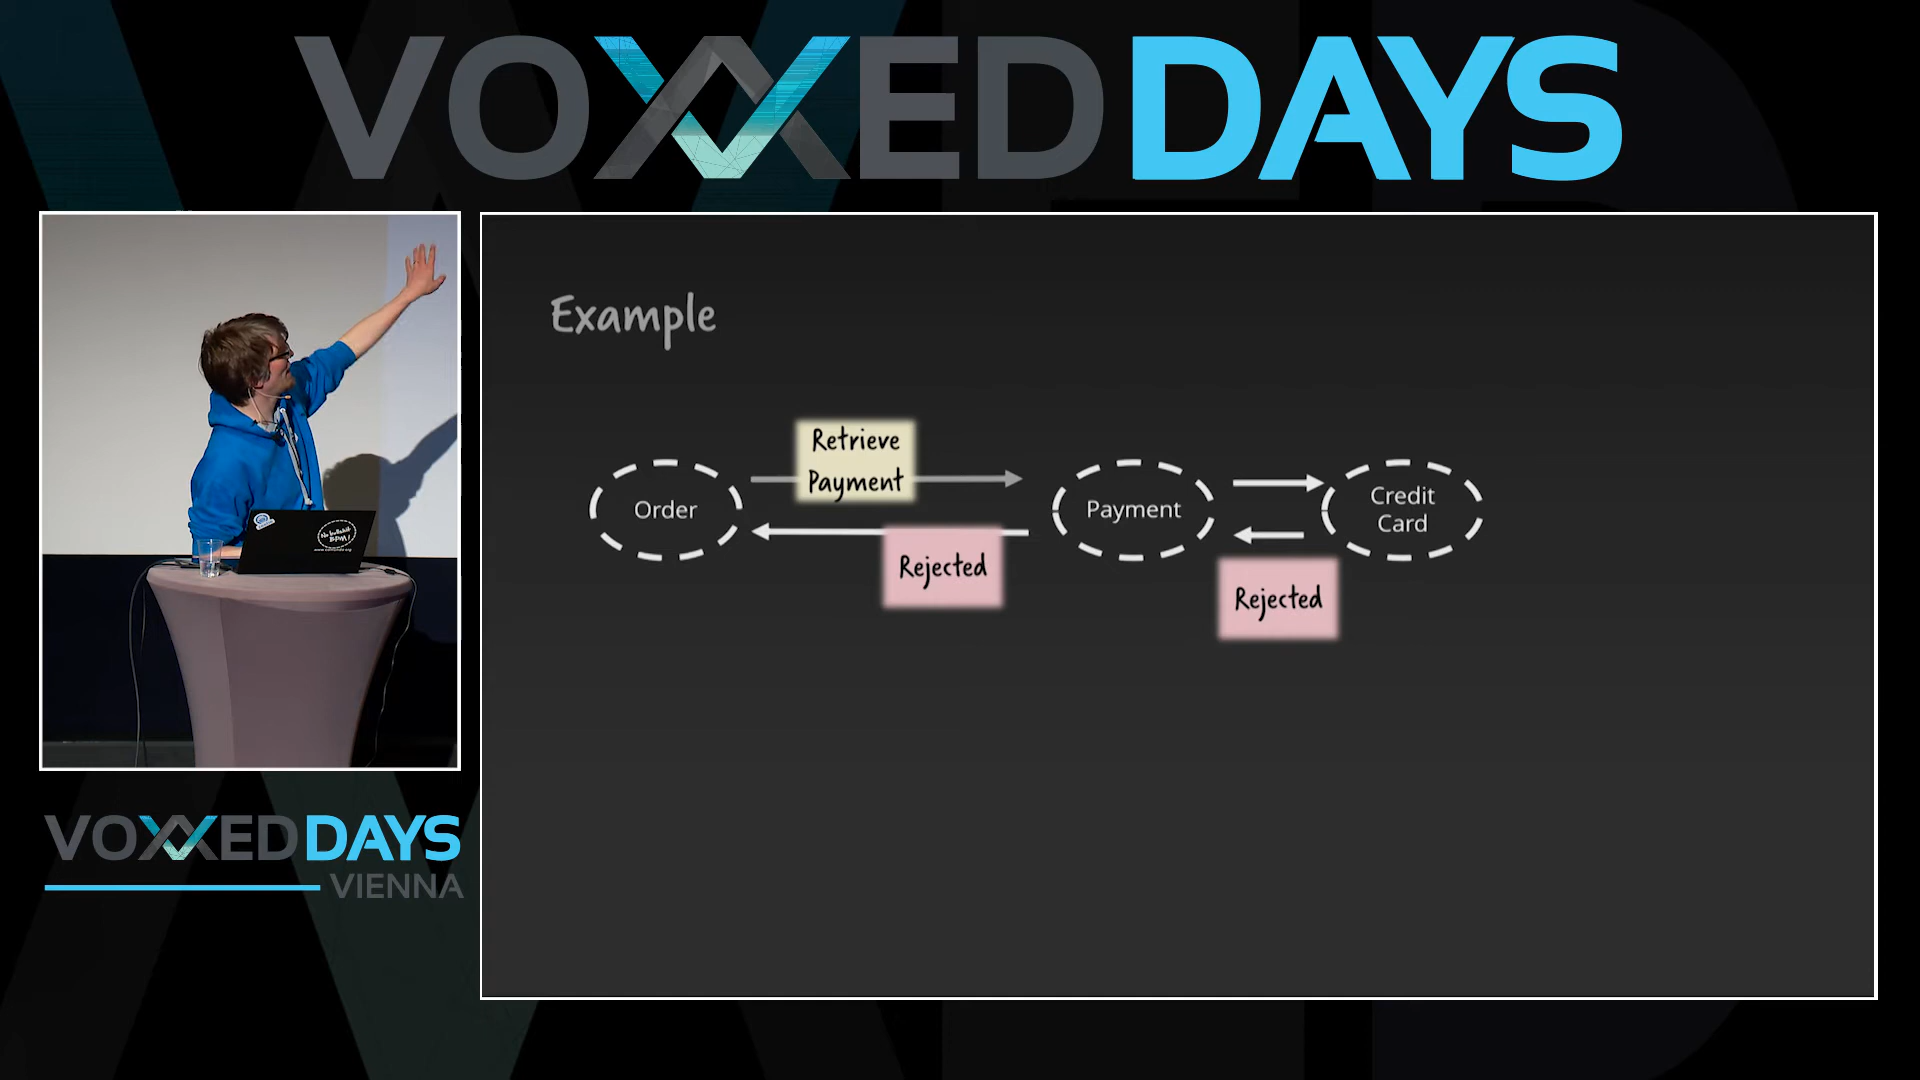 VOXXED DAYS
Example
Retrieve
Payment
Order
Payment
Credit
Card
Rejected
Rejected
VOXXED DAYS
VIENNA